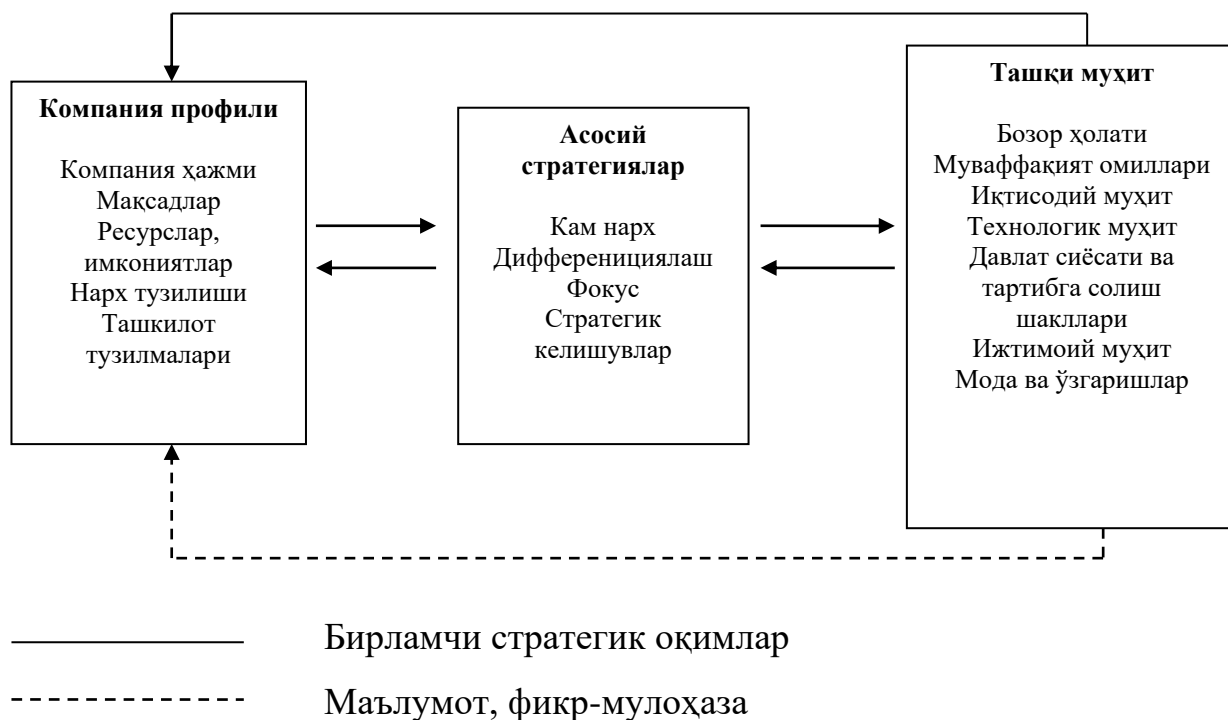 Компания профили
Компания ҳажми
Мақсадлар
Ресурслар,
имкониятлар
Нарх тузилиши
Ташкилот
тузилмалари
Асосий
стратегиялар
Кам нарх
Дифференициялаш
Фокус
Стратегик
келишувлар
Ташқи муҳит
Бозор ҳолати
Муваффақият омиллари
Иқтисодий муҳит
Технологик муҳит
Давлат сиёсати ва
тартибга солиш
шакллари
Ижтимоий муҳит
Мода ва ўзгаришлар
Бирламчи стратегик оқимлар
Маълумот, фикр-мулоҳаза